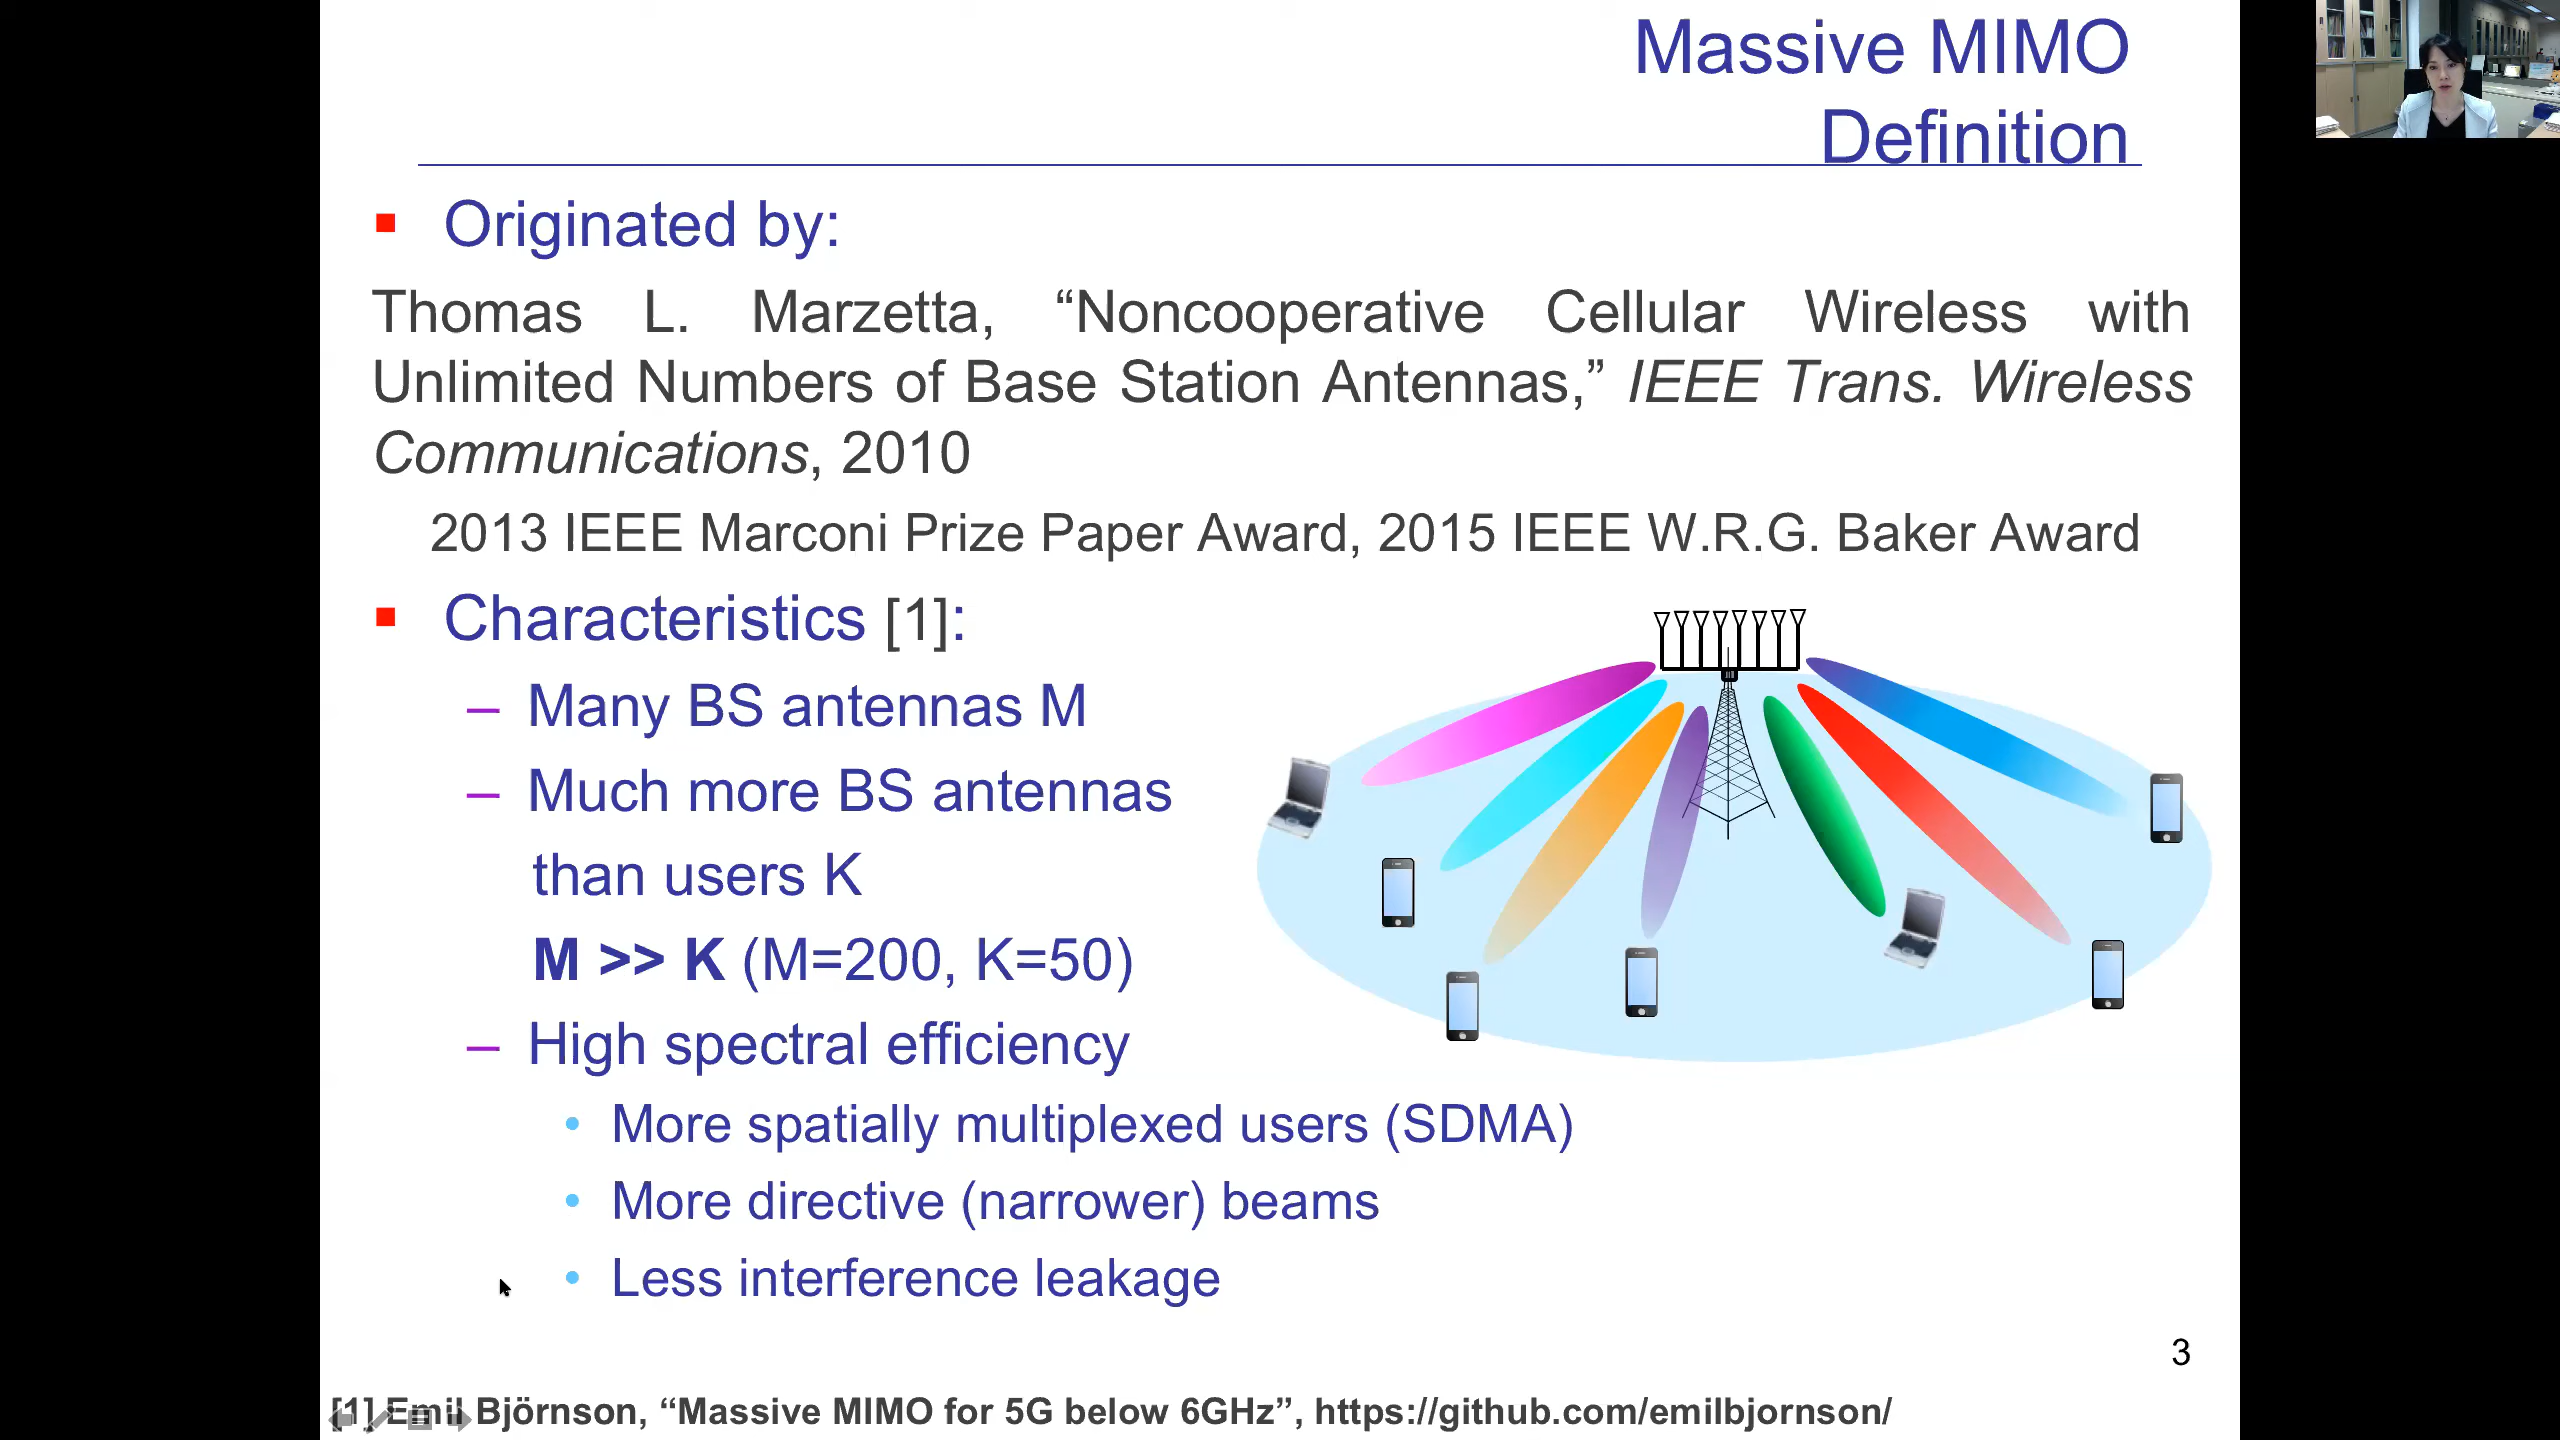 Massive MIMO
Definition
Originated by:
Thomas L. Marzetta, “Noncooperative Cellular Wireless with
Unlimited Numbers of Base Station Antennas,” IEEE Trans. Wireless
Communications, 2010
2013 IEEE Marconi Prize Paper Award, 2015 IEEE W.R.G. Baker Award
Characteristics [1]:
– Many BS antennas M
– Much more BS antennas
than users K
M >> K (M=200, K=50)
– High spectral efficiency
• More spatially multiplexed users (SDMA)
• More directive (narrower) beams
• Less interference leakage
3
[1] Emil Björnson, “Massive MIMO for 5G below 6GHz”, https://github.com/emilbjornson/